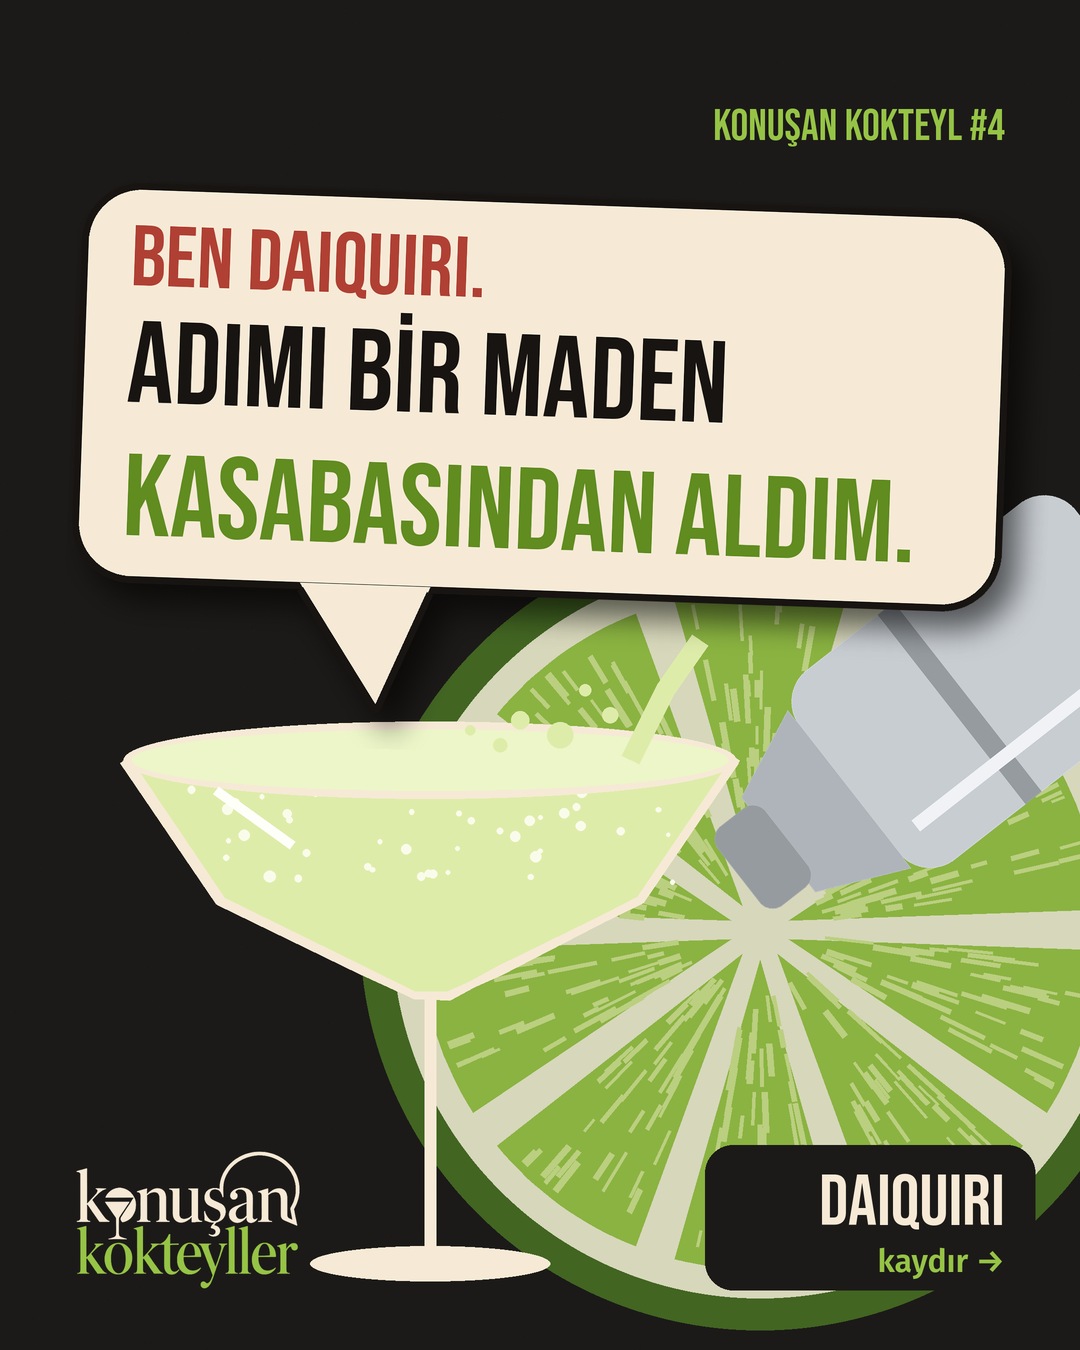 KONUŞAN KOKTEYL #4
BEN DAIQUIRI.
ADIMI BİR MADEN
KASABASINDAN ALDIM.
konuşan
kokteyller
DAIQUIRI
kaydır →